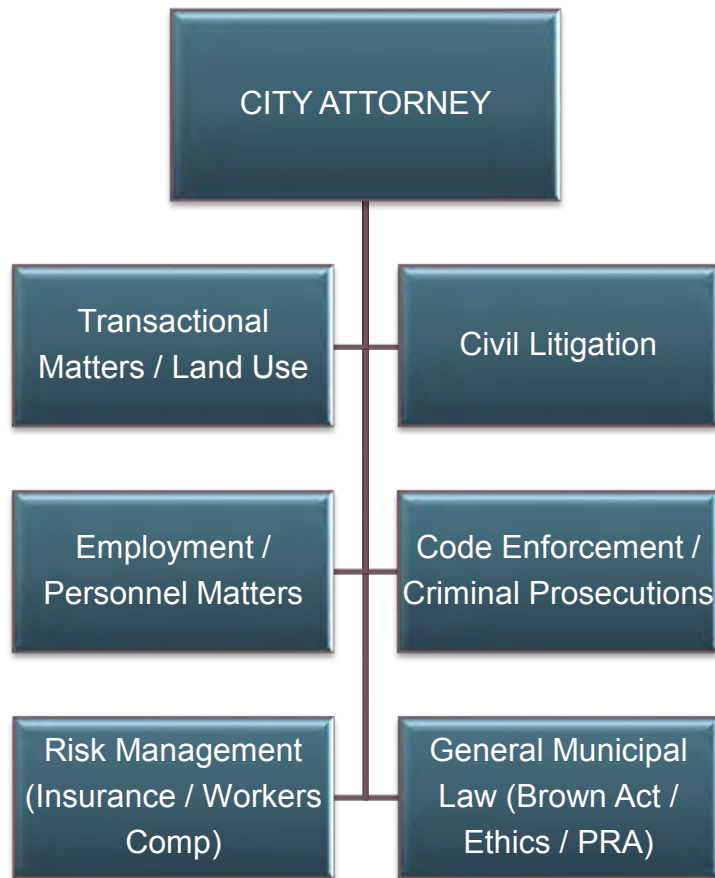 CITY ATTORNEY
Transactional
Matters / Land Use
Civil Litigation
Employment /
Personnel Matters
Code Enforcement /
Criminal Prosecutions
Risk Management
(Insurance / Workers
Comp)
General Municipal
Law (Brown Act /
Ethics / PRA)